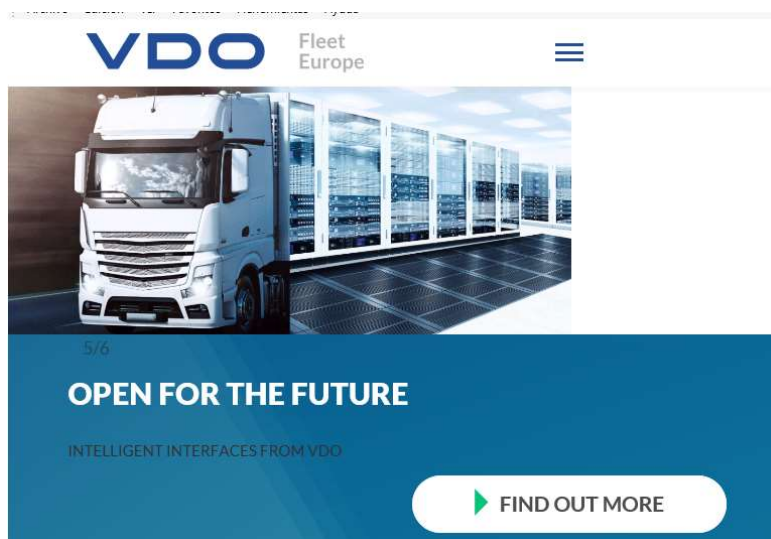 VDO
Fleet
Europe
5/6
OPEN FOR THE FUTURE
INTELLIGENT INTERFACES FROM VDO
FIND OUT MORE